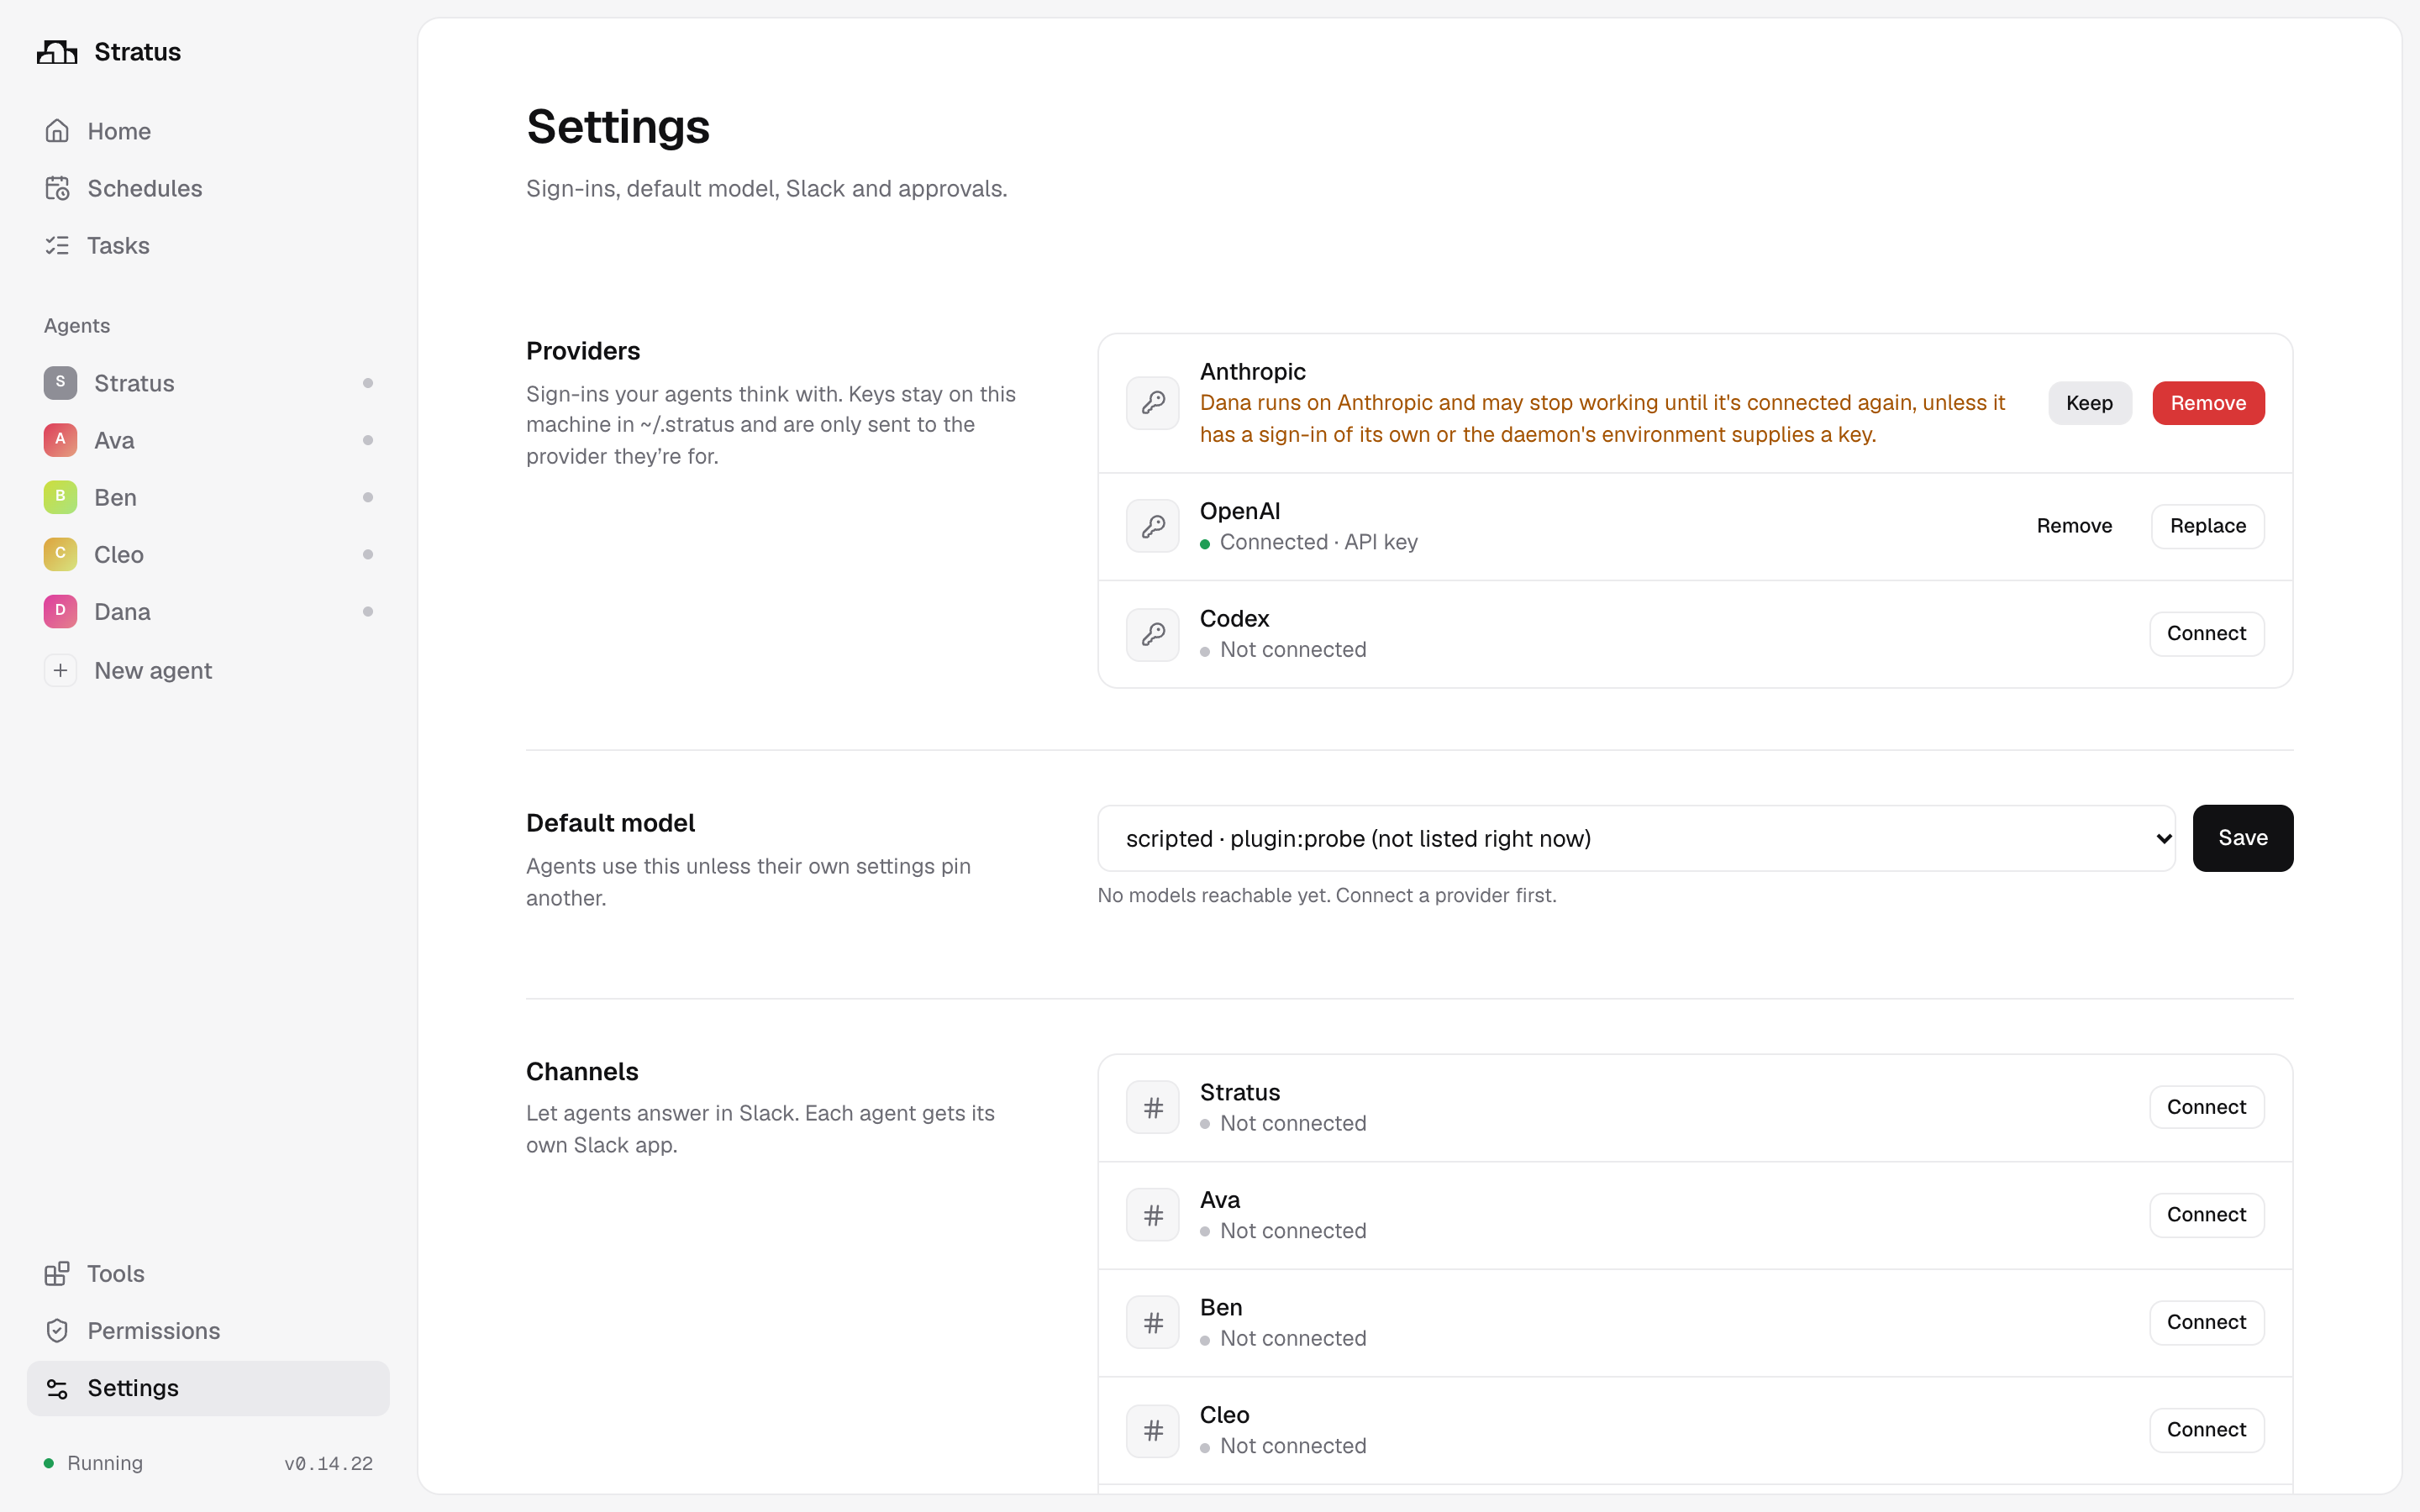 Stratus
Home
Schedules
Tasks
Agents
S Stratus
A Ava
B Ben
C Cleo
D Dana
New agent
Tools
Permissions
Settings
Running v0.14.22
Settings
Sign-ins, default model, Slack and approvals.
Providers
Sign-ins your agents think with. Keys stay on this
machine in ~/.stratus and are only sent to the
provider they’re for.
Anthropic
Dana runs on Anthropic and may stop working until it's connected again, unless it
has a sign-in of its own or the daemon's environment supplies a key.
Keep Remove
OpenAI
Connected · API key
Remove Replace
Codex
Not connected
Connect
Default model
Agents use this unless their own settings pin
another.
scripted · plugin:probe (not listed right now)
Save
No models reachable yet. Connect a provider first.
Channels
Let agents answer in Slack. Each agent gets its
own Slack app.
Stratus
Not connected
Connect
Ava
Not connected
Connect
Ben
Not connected
Connect
Cleo
Not connected
Connect